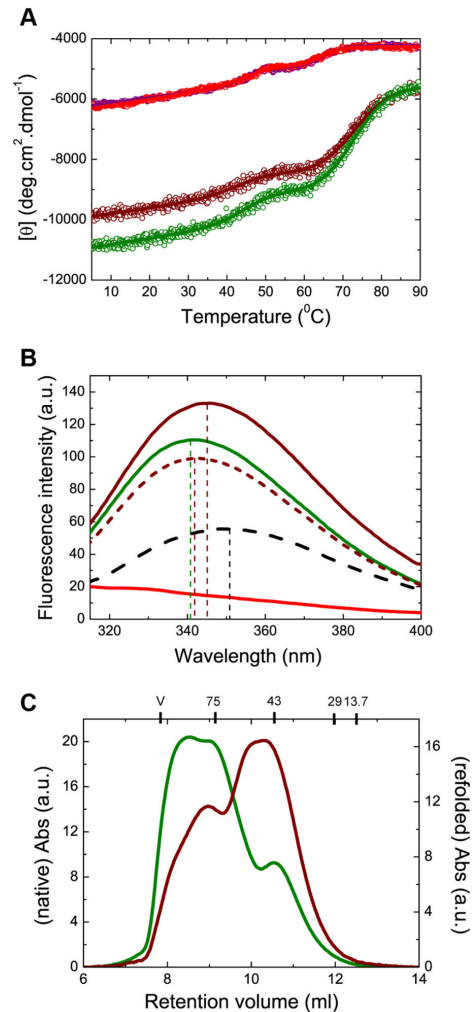 A
-4000
-6000
-8000
-10000
-12000
[θ] (deg.cm².dmol⁻¹)
10 20 30 40 50 60 70 80 90
Temperature (⁰C)
B
140
120
100
80
60
40
20
0
Fluorescence intensity (a.u.)
320 340 360 380 400
Wavelength (nm)
C
V 75 43 29 13.7
20
16
12
8
4
0
(native) Abs (a.u.)
16
12
8
4
0
(refolded) Abs (a.u.)
6 8 10 12 14
Retention volume (ml)